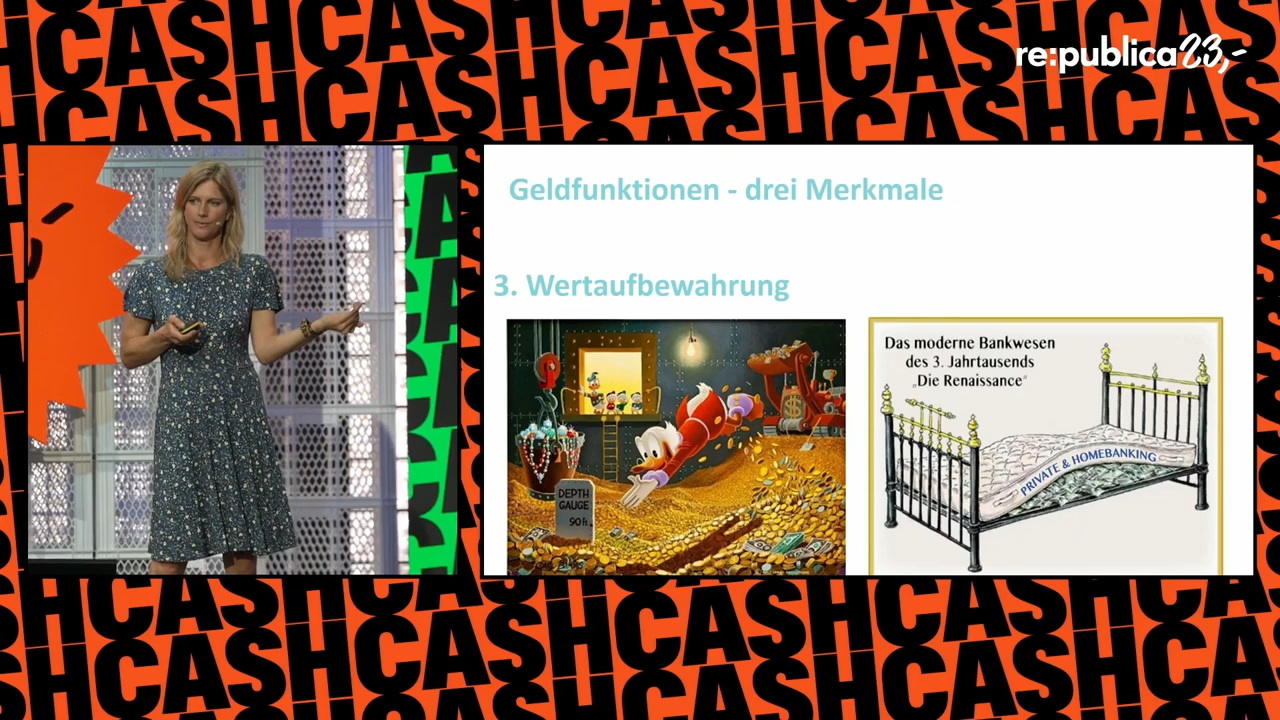 re:publica23,-
CASH
Geldfunktionen - drei Merkmale
3. Wertaufbewahrung
DEPTH
GAUGE
90 ft.
Das moderne Bankwesen
des 3. Jahrtausends
„Die Renaissance“
PRIVATE & HOMEBANKING